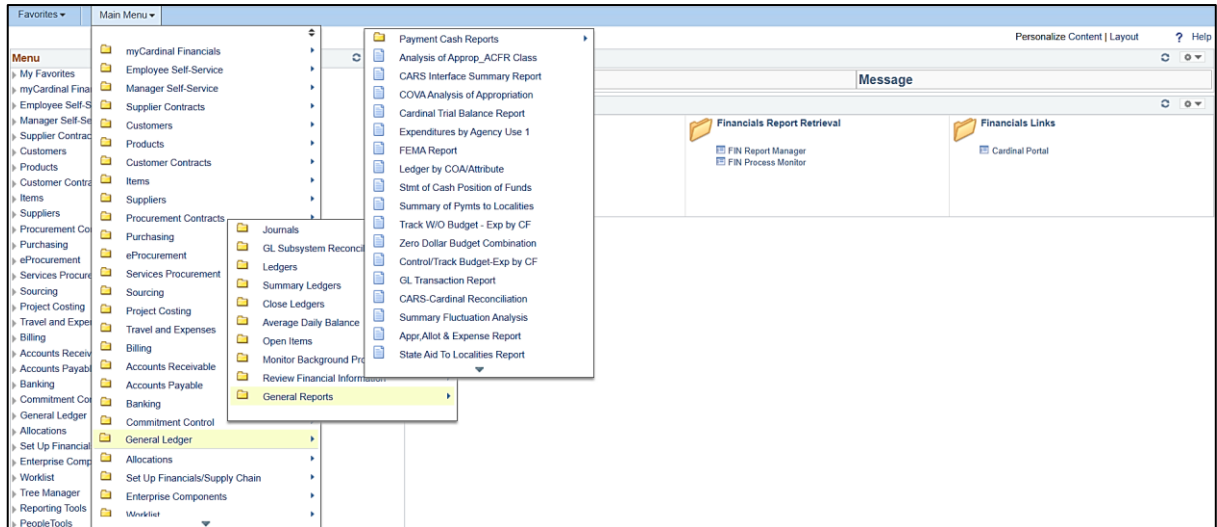 Favorites
Main Menu
Personalize Content | Layout
? Help
Menu
My Favorites
myCardinal Fina
Employee Self-S
Manager Self-Se
Supplier Contrac
Customers
Products
Customer Contra
Items
Suppliers
Procurement Co
Purchasing
eProcurement
Services Procure
Sourcing
Project Costing
Travel and Exper
Billing
Accounts Receiv
Accounts Payabl
Banking
Commitment Co
General Ledger
Allocations
Set Up Financial
Enterprise Comp
Worklist
Tree Manager
Reporting Tools
PeopleTools
myCardinal Financials
Employee Self-Service
Manager Self-Service
Supplier Contracts
Customers
Products
Customer Contracts
Items
Suppliers
Procurement Contracts
Purchasing
eProcurement
Services Procurement
Sourcing
Project Costing
Travel and Expenses
Billing
Accounts Receivable
Accounts Payable
Banking
Commitment Control
General Ledger
Allocations
Set Up Financials/Supply Chain
Enterprise Components
Worklist
Journals
GL Subsystem Reconcil
Ledgers
Summary Ledgers
Close Ledgers
Average Daily Balance
Open Items
Monitor Background Pro
Review Financial Information
General Reports
Payment Cash Reports
Analysis of Approp_ACFR Class
CARS Interface Summary Report
COVA Analysis of Appropriation
Cardinal Trial Balance Report
Expenditures by Agency Use 1
FEMA Report
Ledger by COA/Attribute
Stmt of Cash Position of Funds
Summary of Pymts to Localities
Track W/O Budget - Exp by CF
Zero Dollar Budget Combination
Control/Track Budget-Exp by CF
GL Transaction Report
CARS-Cardinal Reconciliation
Summary Fluctuation Analysis
Appr,Allot & Expense Report
State Aid To Localities Report
Message
Financials Report Retrieval
FIN Report Manager
FIN Process Monitor
Financials Links
Cardinal Portal